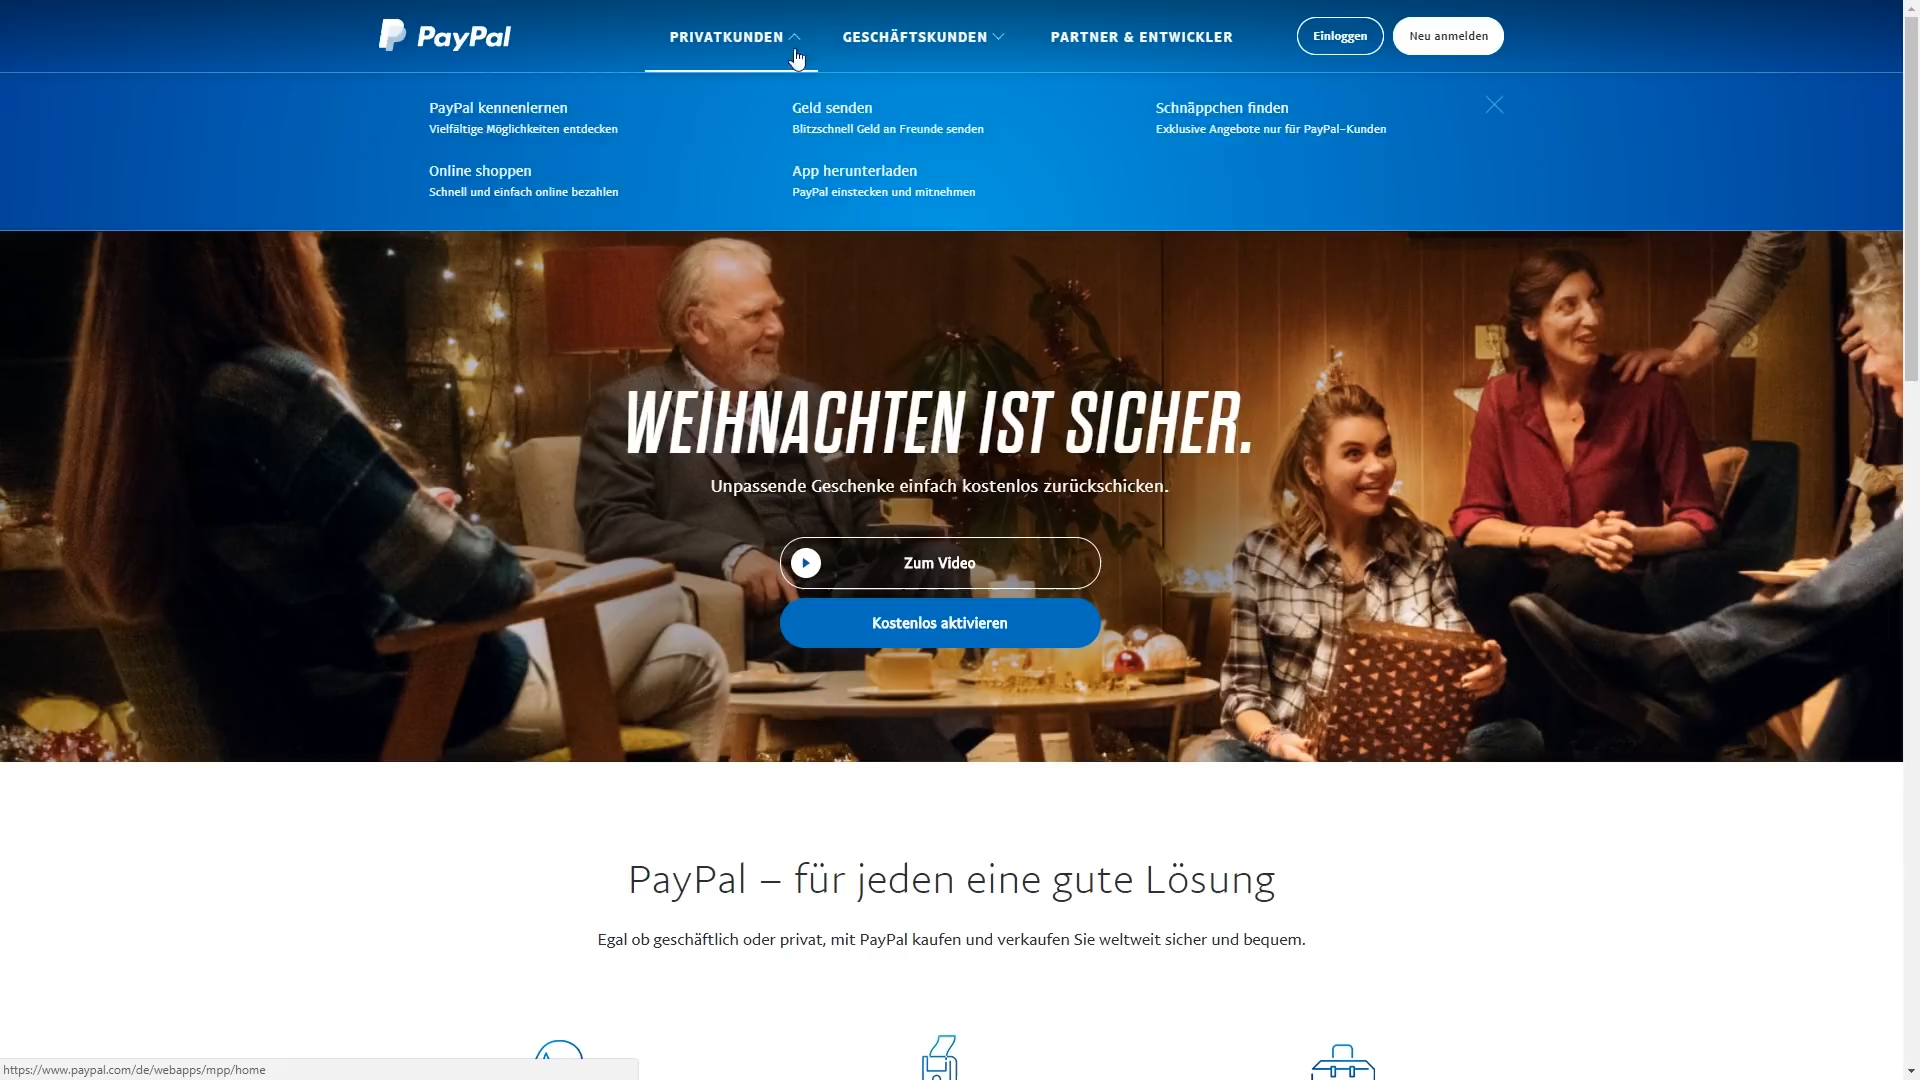 PayPal
PRIVATKUNDEN
GESCHÄFTSKUNDEN
PARTNER & ENTWICKLER
Einloggen
Neu anmelden
PayPal kennenlernen
Vielfältige Möglichkeiten entdecken
Geld senden
Blitzschnell Geld an Freunde senden
Schnäppchen finden
Exklusive Angebote nur für PayPal-Kunden
Online shoppen
Schnell und einfach online bezahlen
App herunterladen
PayPal einstecken und mitnehmen
WEIHNACHTEN IST SICHER.
Unpassende Geschenke einfach kostenlos zurückschicken.
Zum Video
Kostenlos aktivieren
PayPal – für jeden eine gute Lösung
Egal ob geschäftlich oder privat, mit PayPal kaufen und verkaufen Sie weltweit sicher und bequem.
https://www.paypal.com/de/webapps/mpp/home